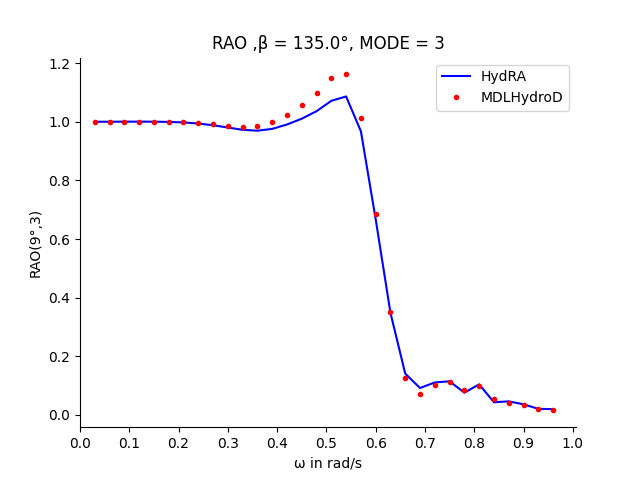 RAO ,β = 135.0°, MODE = 3
HydRA
MDLHydroD
RAO(9°,3)
1.2
1.0
0.8
0.6
0.4
0.2
0.0
0.0 0.1 0.2 0.3 0.4 0.5 0.6 0.7 0.8 0.9 1.0
ω in rad/s